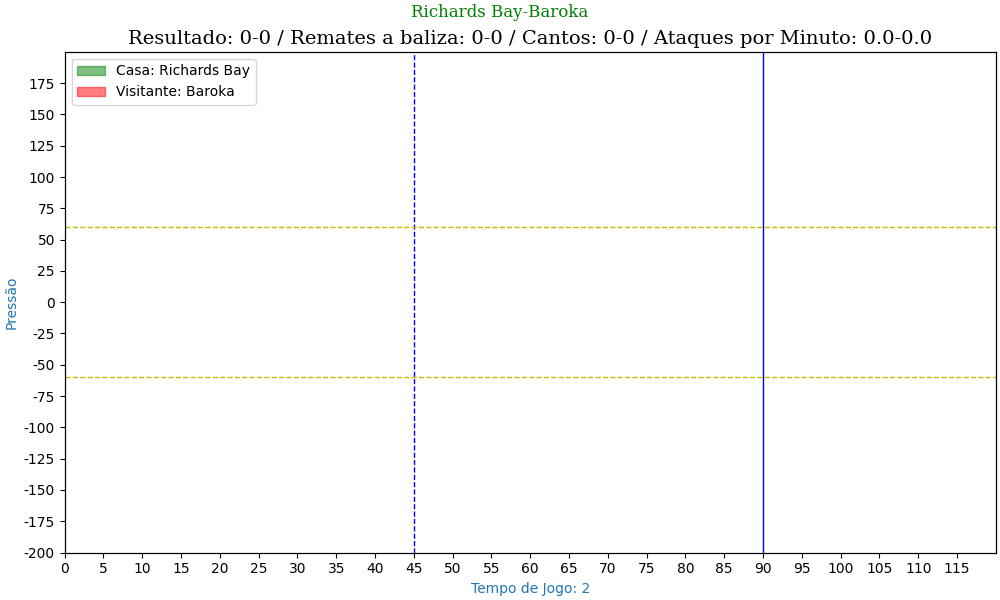 Richards Bay-Baroka
Resultado: 0-0 / Remates a baliza: 0-0 / Cantos: 0-0 / Ataques por Minuto: 0.0-0.0
Casa: Richards Bay
Visitante: Baroka
175
150
125
100
75
50
25
0
-25
-50
-75
-100
-125
-150
-175
-200
Pressão
0 5 10 15 20 25 30 35 40 45 50 55 60 65 70 75 80 85 90 95 100 105 110 115
Tempo de Jogo: 2